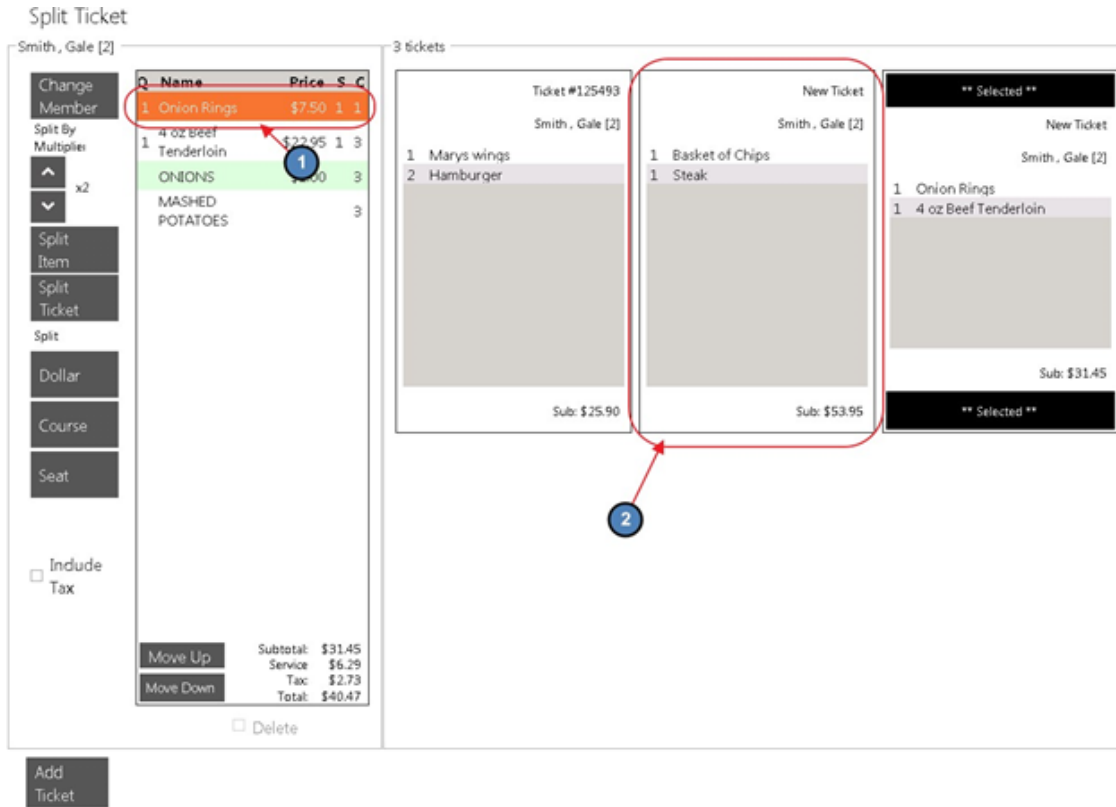 Split Ticket
Smith , Gale [2]
Change
Member
Split By
Multiplier
x2
Split
Item
Split
Ticket
Split
Dollar
Course
Seat
Include
Tax
Q Name Price S C
1 Onion Rings $7.50 1 1
1 4 oz Beef
Tenderloin $22.95 1 3
1
ONIONS 3
MASHED
POTATOES 3
Move Up
Move Down
Subtotal: $31.45
Service $6.29
Tax: $2.73
Total: $40.47
Delete
Add
Ticket
3 tickets
Ticket #125493
Smith , Gale [2]
1 Marys wings
2 Hamburger
Sub: $25.90
New Ticket
Smith , Gale [2]
1 Basket of Chips
1 Steak
Sub: $53.95
2
** Selected **
New Ticket
Smith , Gale [2]
1 Onion Rings
1 4 oz Beef Tenderloin
Sub: $31.45
** Selected **